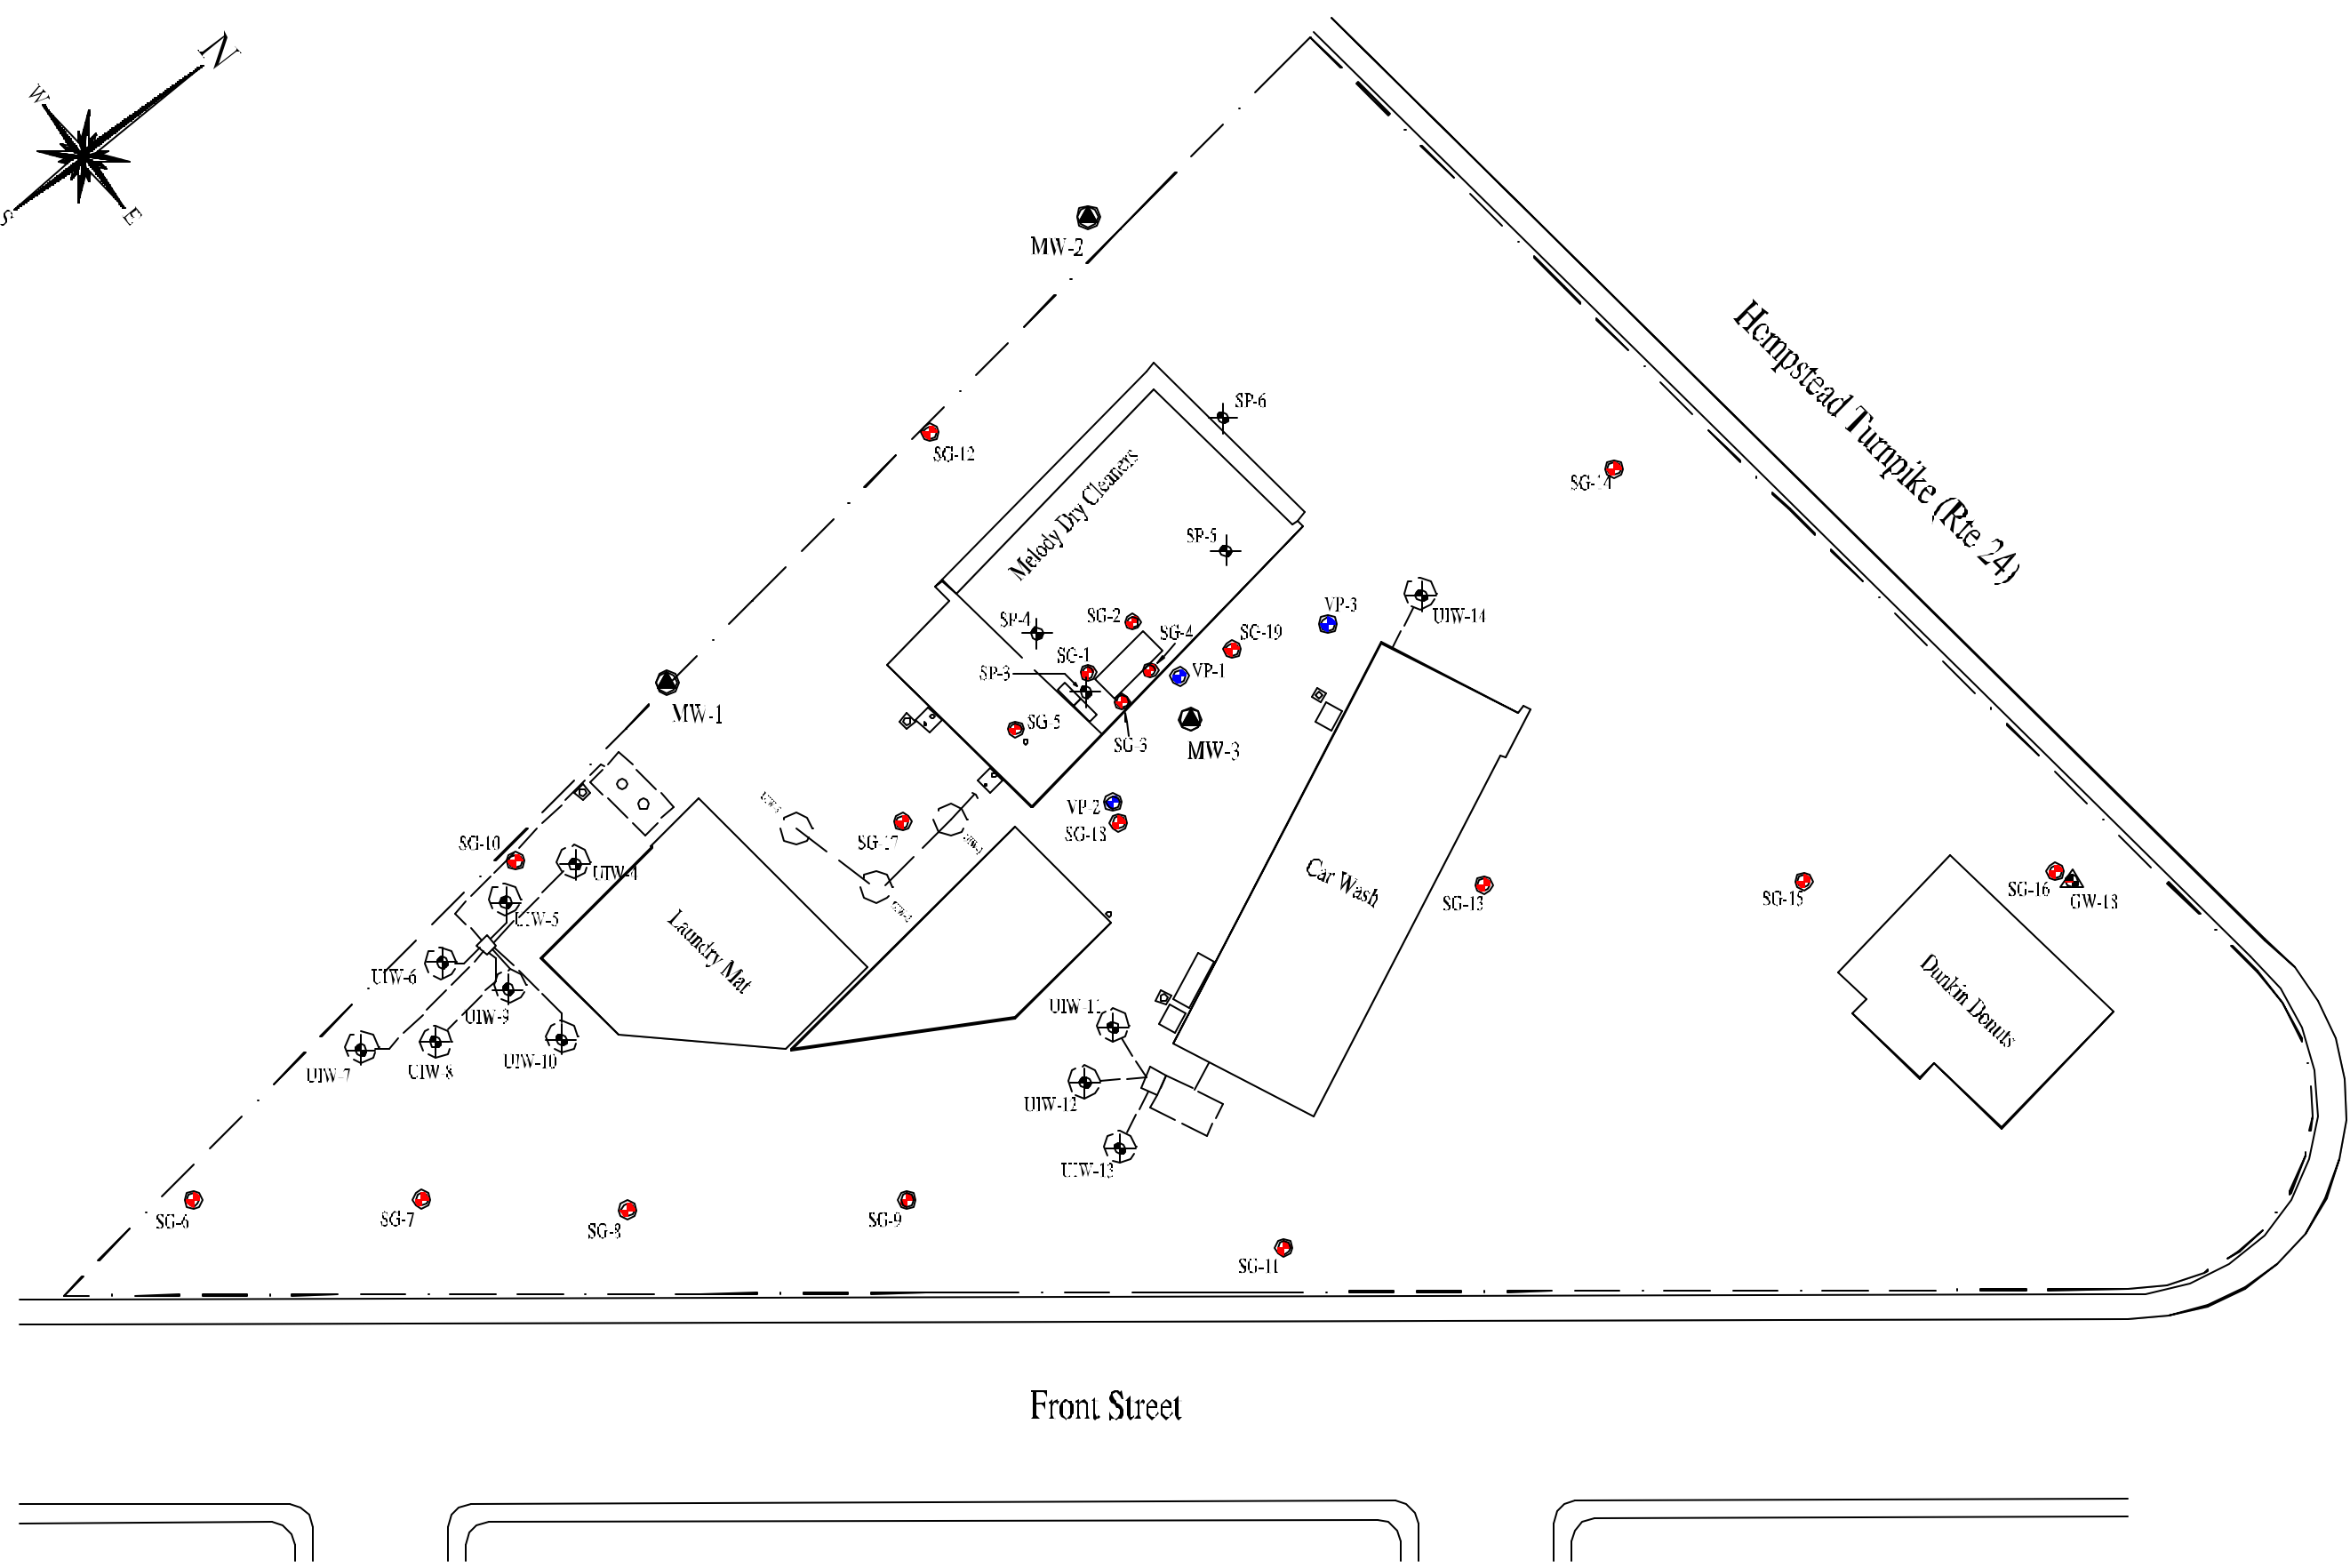 N
W
S
E
MW-2
Hempstead Turnpike (Rte 24)
SP-6
SG-12
Melody Dry Cleaners
SG-14
SP-5
VP-3
UIW-14
SP-4
SG-2
SG-4
SG-19
SG-1
SP-3
VP-1
MW-1
SG-5
SG-3
MW-3
VP-2
SG-18
SG-17
SG-10
UIW-4
UIW-5
Car Wash
SG-13
SG-15
SG-16
GW-18
Laundry Mat
UIW-6
Dunkin Donuts
UIW-9
UIW-11
UIW-7
UIW-8
UIW-10
UIW-12
UIW-13
SG-6
SG-7
SG-8
SG-9
SG-11
Front Street